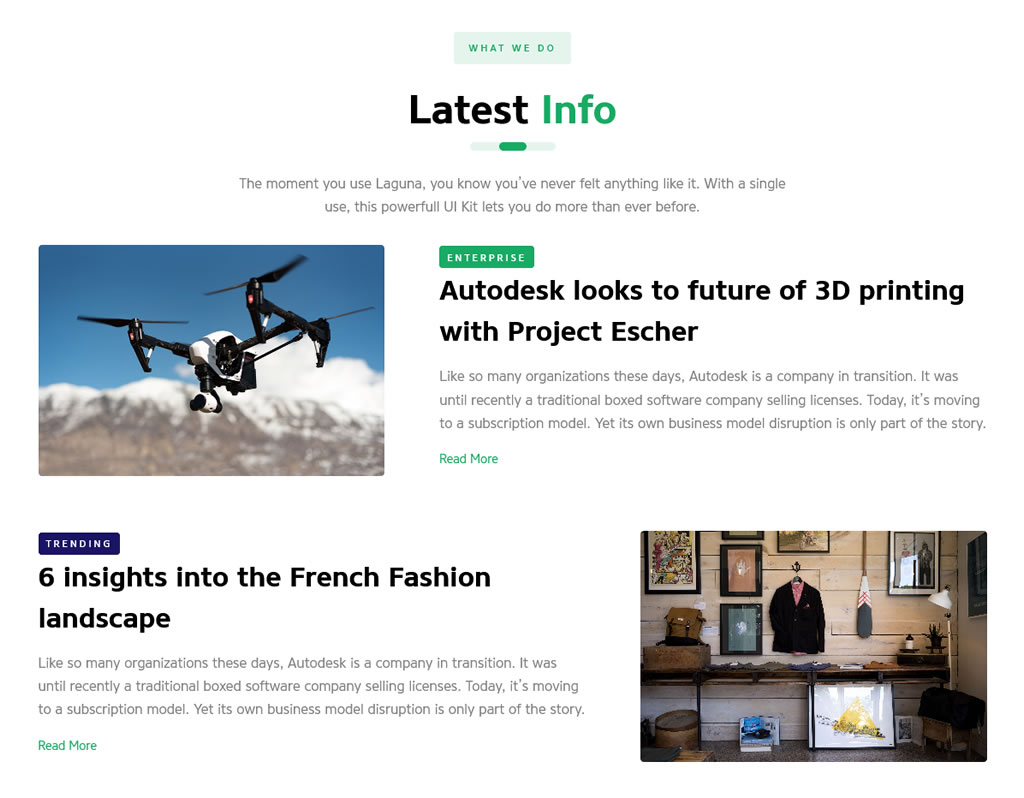 WHAT WE DO
Latest Info
The moment you use Laguna, you know you've never felt anything like it. With a single
use, this powerfull UI Kit lets you do more than ever before.
ENTERPRISE
Autodesk looks to future of 3D printing
with Project Escher
Like so many organizations these days, Autodesk is a company in transition. It was
until recently a traditional boxed software company selling licenses. Today, it's moving
to a subscription model. Yet its own business model disruption is only part of the story.
Read More
TRENDING
6 insights into the French Fashion
landscape
Like so many organizations these days, Autodesk is a company in transition. It was
until recently a traditional boxed software company selling licenses. Today, it's moving
to a subscription model. Yet its own business model disruption is only part of the story.
Read More